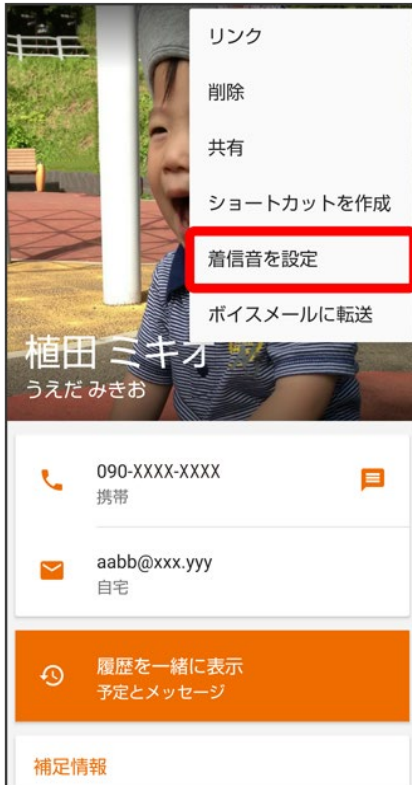 リンク
削除
共有
ショートカットを作成
着信音を設定
ボイスメールに転送
植田 ミキオ
うえだ みきお
090-XXXX-XXXX
携帯
aabb@xxx.yyy
自宅
履歴を一緒に表示
予定とメッセージ
補足情報